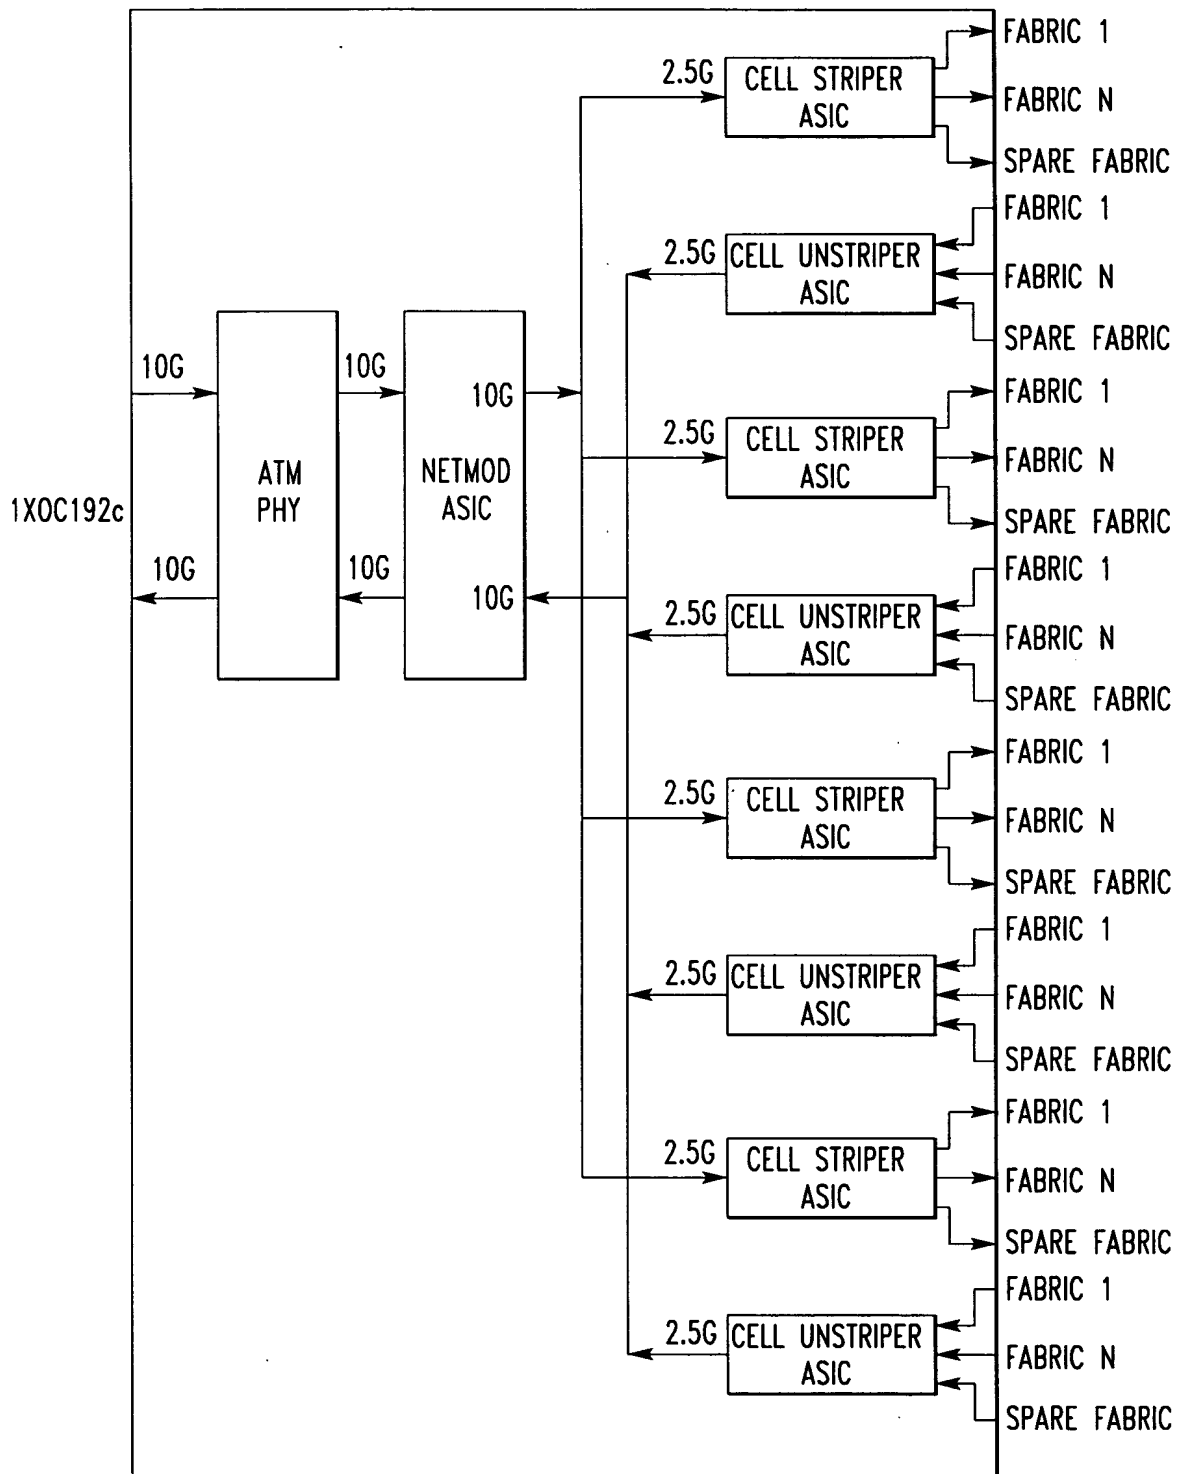 FABRIC 1
2.5G
CELL STRIPER
ASIC
FABRIC N
SPARE FABRIC
FABRIC 1
2.5G
CELL UNSTRIPER
ASIC
FABRIC N
SPARE FABRIC
10G
10G
10G
ATM
PHY
NETMOD
ASIC
1XOC192c
10G
10G
10G
FABRIC 1
2.5G
CELL STRIPER
ASIC
FABRIC N
SPARE FABRIC
FABRIC 1
2.5G
CELL UNSTRIPER
ASIC
FABRIC N
SPARE FABRIC
FABRIC 1
2.5G
CELL STRIPER
ASIC
FABRIC N
SPARE FABRIC
FABRIC 1
2.5G
CELL UNSTRIPER
ASIC
FABRIC N
SPARE FABRIC
FABRIC 1
2.5G
CELL STRIPER
ASIC
FABRIC N
SPARE FABRIC
FABRIC 1
2.5G
CELL UNSTRIPER
ASIC
FABRIC N
SPARE FABRIC